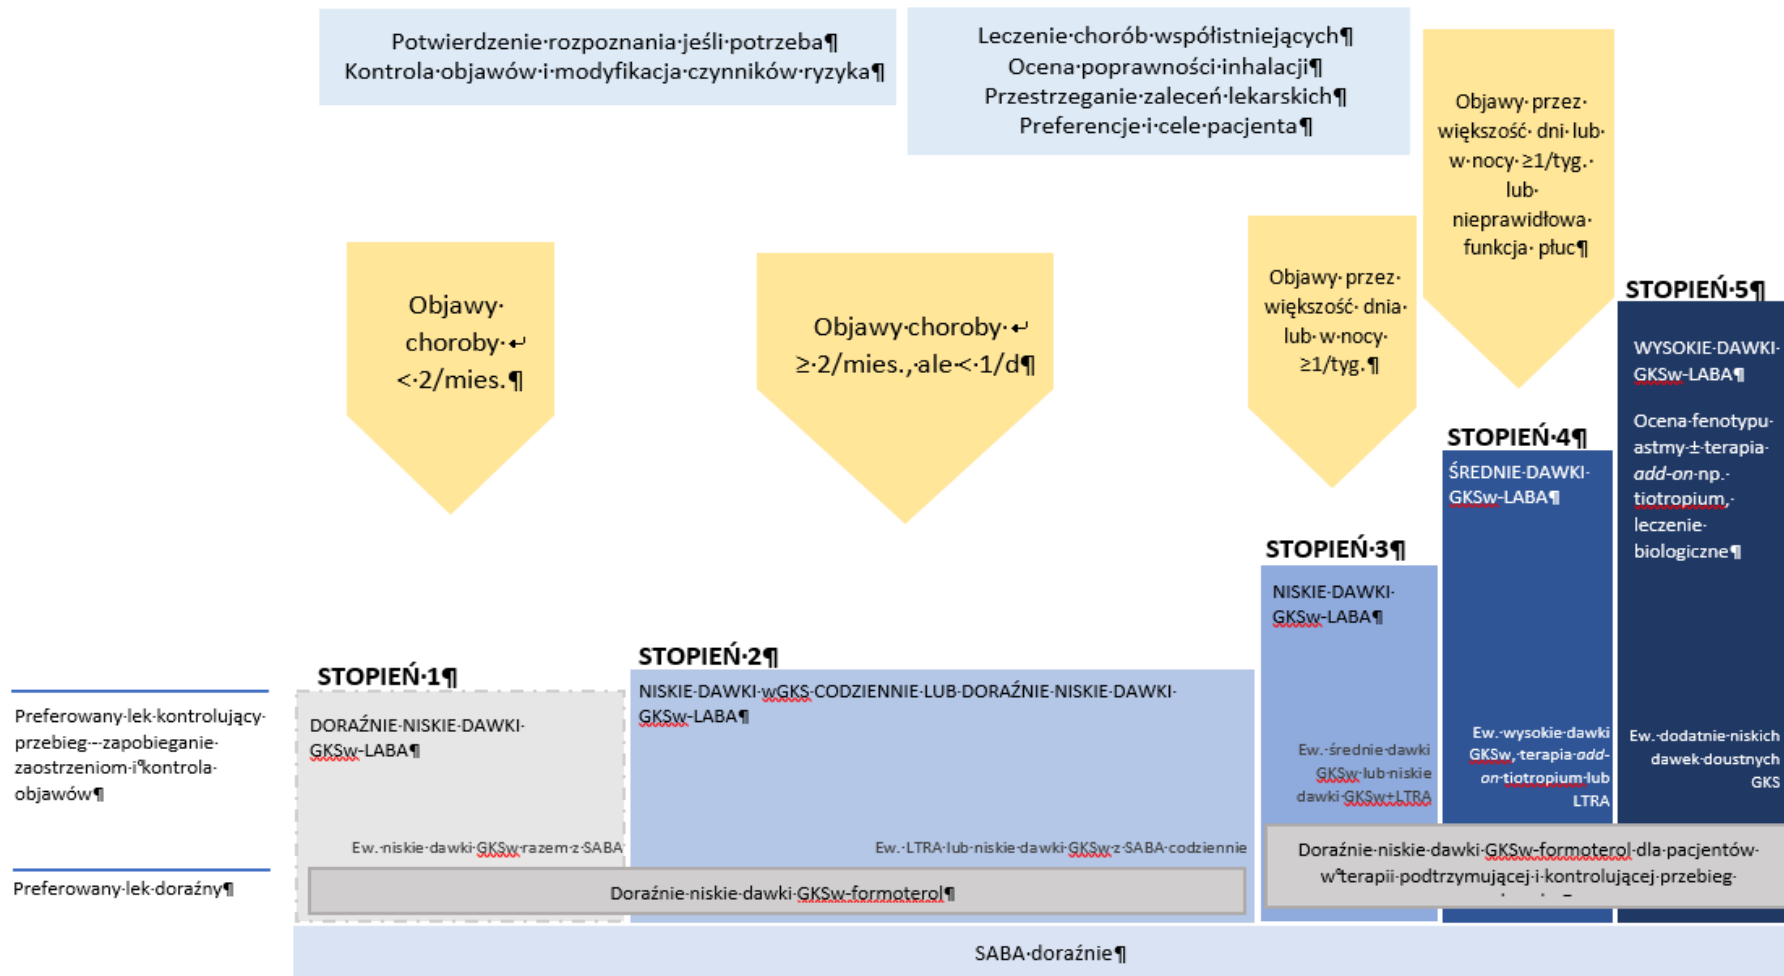 Potwierdzenie·rozpoznania·jeśli·potrzeba¶
Kontrola·objawów·i·modyfikacja·czynników·ryzyka¶
Leczenie·chorób·współistniejących¶
Ocena·poprawności·inhalacji¶
Przestrzeganie·zaleceń·lekarskich¶
Preferencje·i·cele·pacjenta¶
Objawy·
choroby·↵
<·2/mies.¶
Objawy·choroby·↵
≥·2/mies.,·ale·<·1/d¶
Objawy·przez·
większość·dnia·
lub·w·nocy·
≥1/tyg.¶
Objawy·przez·
większość·dni·lub·
w·nocy·≥1/tyg.·
lub·
nieprawidłowa·
funkcja·płuc¶
STOPIEŃ·1¶
DORAŹNIE·NISKIE·DAWKI·
GKSw-LABA¶
Ew.·niskie·dawki·GKSw·razem·z·SABA
STOPIEŃ·2¶
NISKIE·DAWKI·wGKS·CODZIENNIE·LUB·DORAŹNIE·NISKIE·DAWKI·
GKSw-LABA¶
Ew.·LTRA·lub·niskie·dawki·GKSw·z·SABA·codziennie
STOPIEŃ·3¶
NISKIE·DAWKI·
GKSw-LABA¶
Ew.·średnie·dawki
GKSw·lub·niskie
dawki·GKSw+LTRA
STOPIEŃ·4¶
ŚREDNIE·DAWKI·
GKSw-LABA¶
Ew.·wysokie·dawki
GKSw,·terapia·add-
on·tiotropium·lub
LTRA
STOPIEŃ·5¶
WYSOKIE·DAWKI·
GKSw-LABA¶
Ocena·fenotypu·
astmy·±·terapia·
add-on·np.·
tiotropium,·
leczenie·
biologiczne¶
Ew.·dodatnie·niskich
dawek·doustnych
GKS
Preferowany·lek·kontrolujący·
przebieg·-·zapobieganie·
zaostrzeniom·i°kontrola·
objawów¶
Preferowany·lek·doraźny¶
Doraźnie·niskie·dawki·GKSw-formoterol¶
Doraźnie·niskie·dawki·GKSw-formoterol·dla·pacjentów·
w°terapii·podtrzymującej·i·kontrolującej·przebieg·
SABA·doraźnie¶